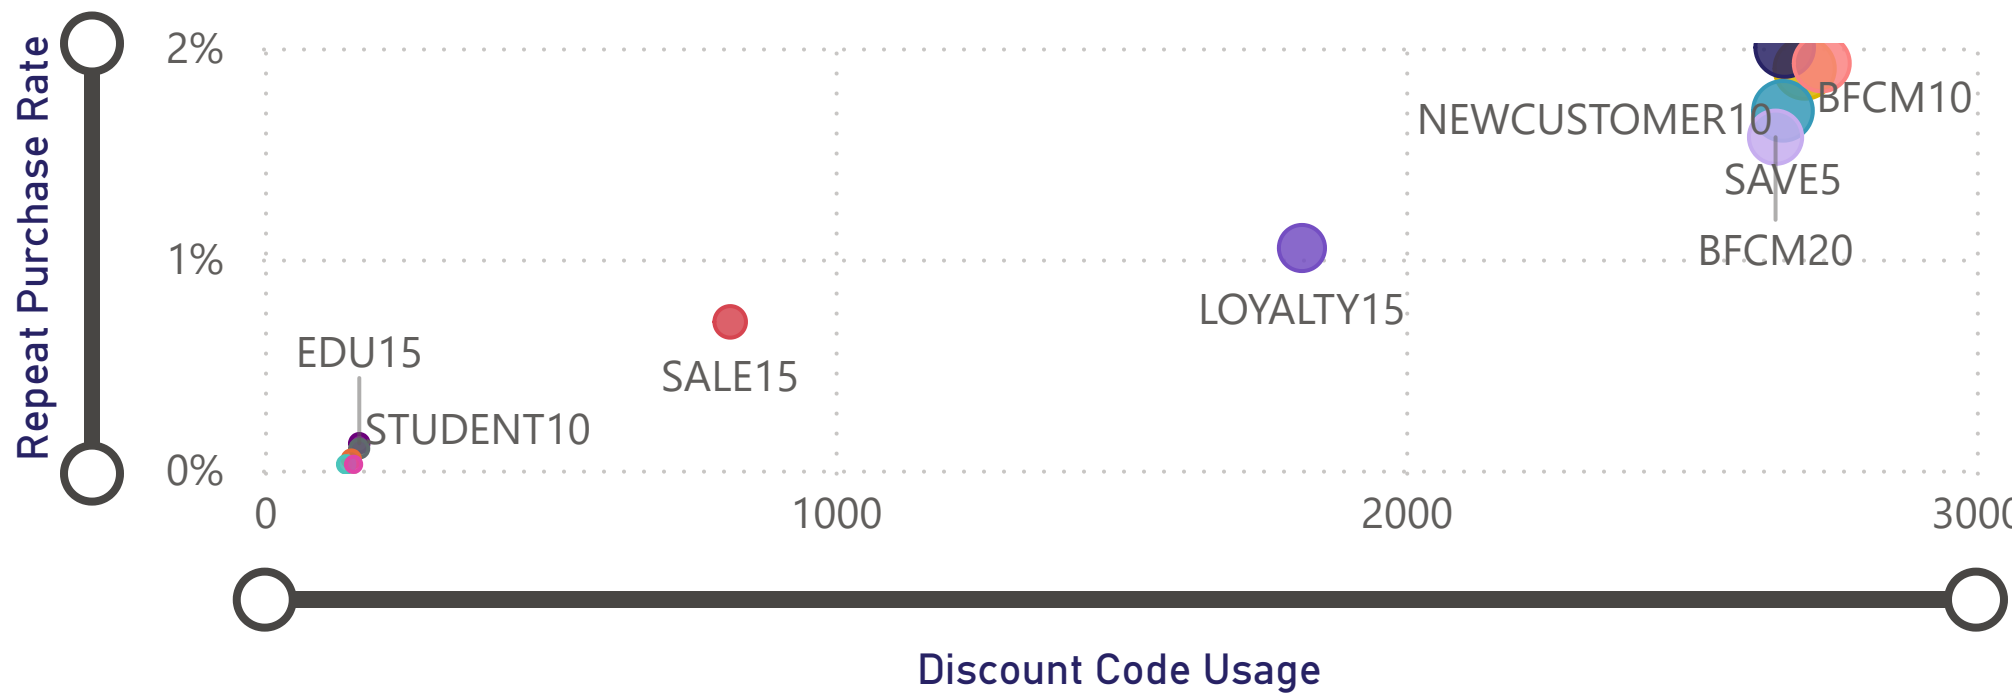 Repeat Purchase Rate
2%
1%
0%
BFCM10
NEWCUSTOMER10
SAVE5
BFCM20
LOYALTY15
EDU15
SALE15
STUDENT10
0
1000
2000
3000
Discount Code Usage